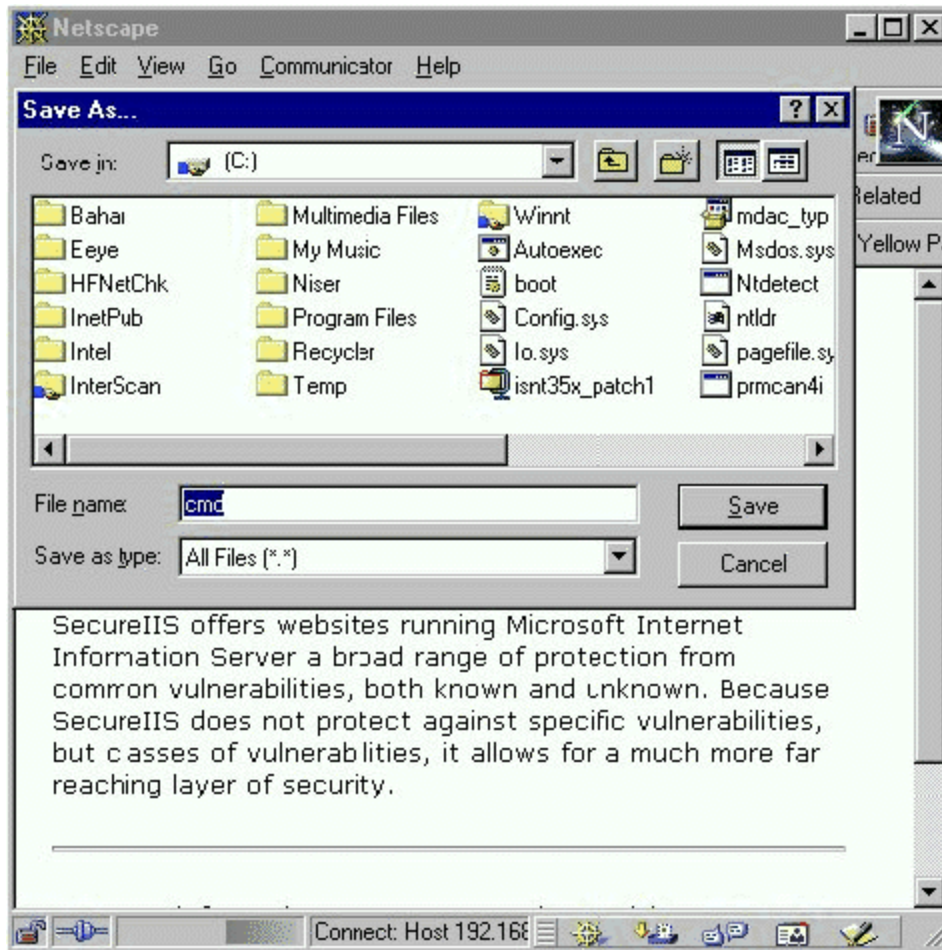 Netscape
File Edit View Go Communicator Help
Save As...
Save in: (C:)
Related
Yellow P
Bahar
Eeye
HFNetChk
InetPub
Intel
InterScan
Multimedia Files
My Music
Niser
Program Files
Recycler
Temp
Winnt
Autoexec
boot
Config.sys
Io.sys
isnt35x_patch1
mdac_typ
Msdos.sys
Ntdetect
ntldr
pagefile.sy
prmcan4i
File name: cmd
Save
Save as type: All Files (*.*)
Cancel
SecureIIS offers websites running Microsoft Internet
Information Server a broad range of protection from
common vulnerabilities, both known and unknown. Because
SecureIIS does not protect against specific vulnerabilities,
but classes of vulnerabilities, it allows for a much more far
reaching layer of security.
Connect: Host 192.168